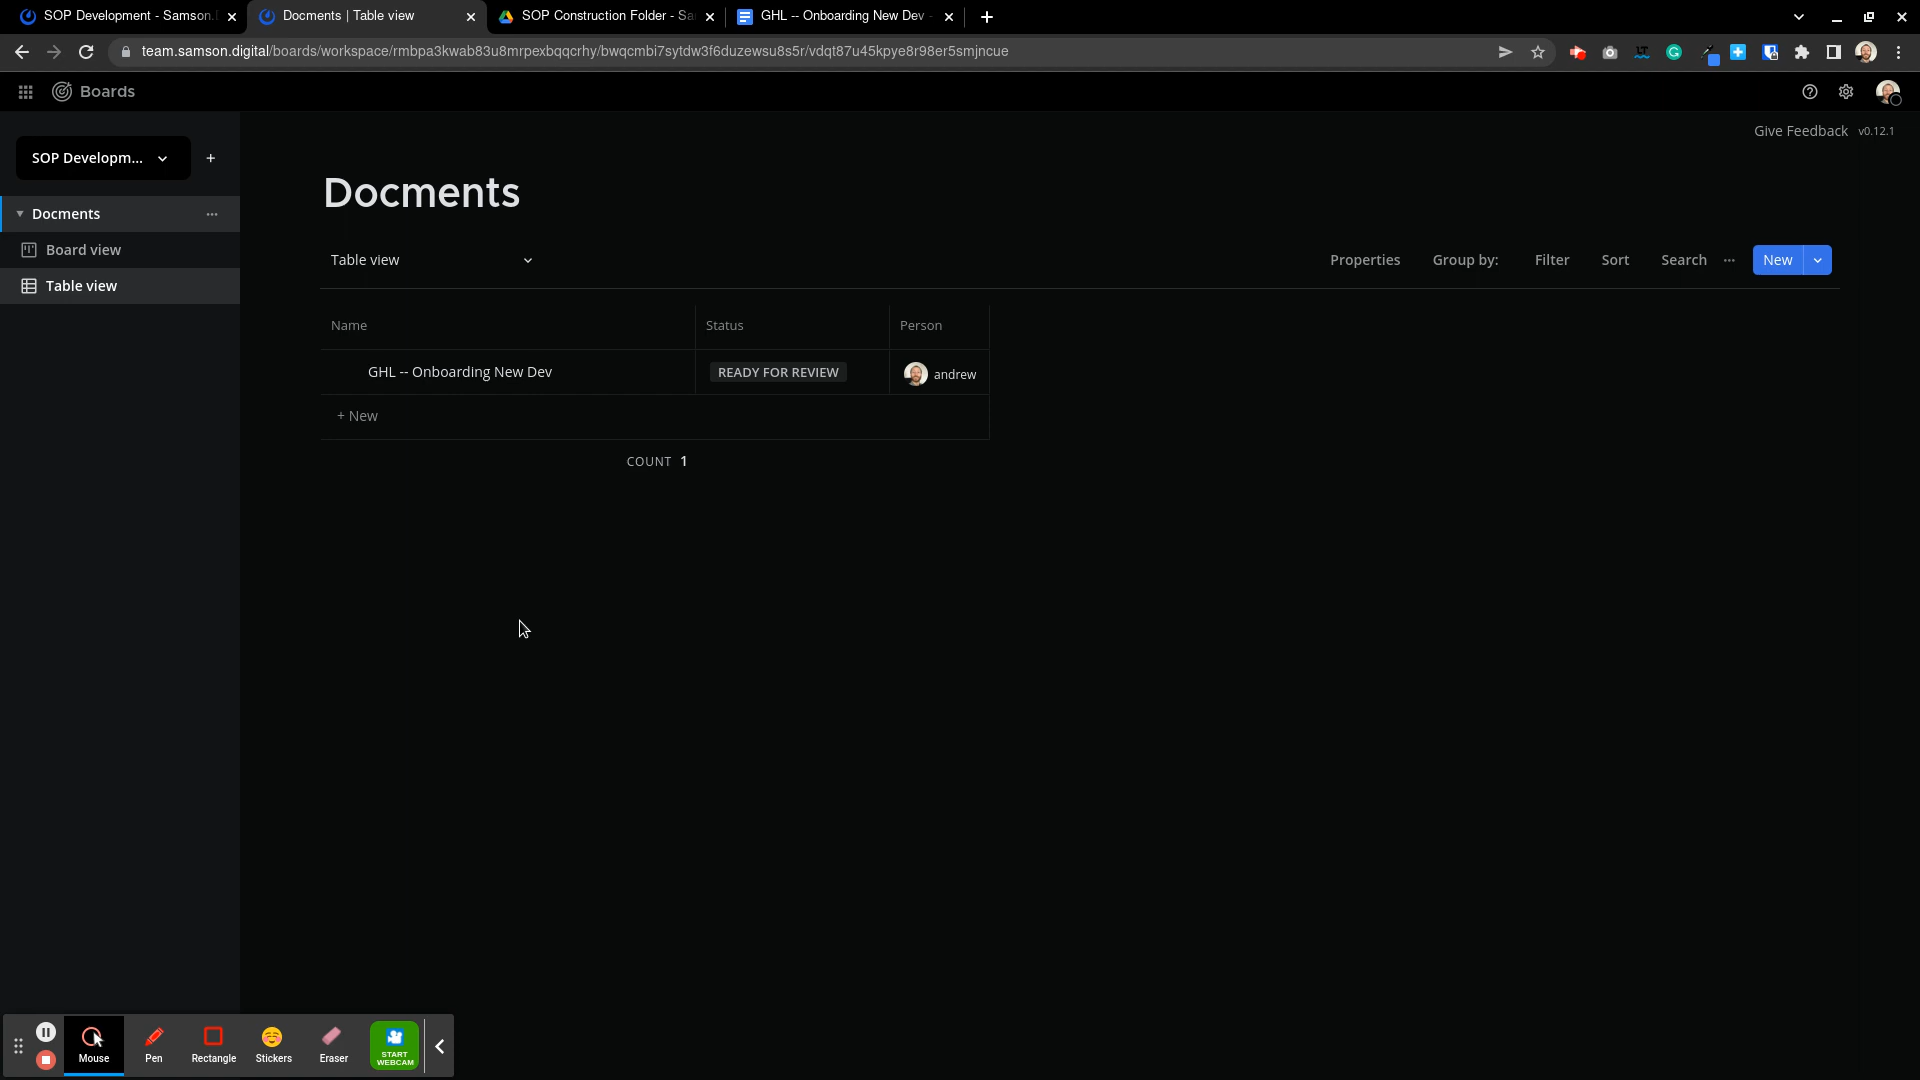 SOP Development - Samson.
Docments | Table view
SOP Construction Folder - Sa
GHL -- Onboarding New Dev -
team.samson.digital/boards/workspace/rmbpa3kwab83u8mrpexbqqcrhy/bwqcmbi7sytdw3f6duzewsu8s5r/vdqt87u45kpye8r98er5smjncue
Boards
Give Feedback v0.12.1
SOP Developm...
Docments
Board view
Table view
Docments
Table view
Properties Group by: Filter Sort Search New
Name Status Person
GHL -- Onboarding New Dev READY FOR REVIEW andrew
+ New
COUNT 1
Mouse Pen Rectangle Stickers Eraser START
WEBCAM